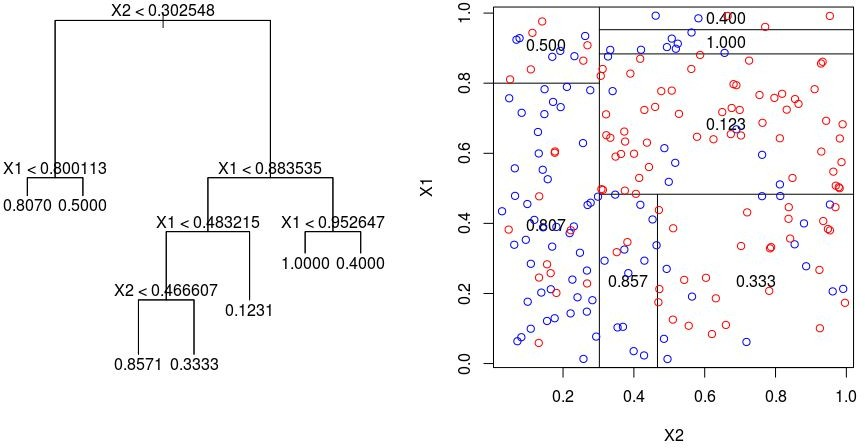 X2 < 0.302548
X1 < 0.800113
X1 < 0.883535
0.8070 0.5000
X1 < 0.483215
X1 < 0.952647
1.0000 0.4000
X2 < 0.466607
0.1231
0.8571 0.3333
X1
1.0
0.8
0.6
0.4
0.2
0.0
0.400
0.500
1.000
0.123
0.807
0.857
0.333
0.2
0.4
0.6
0.8
1.0
X2